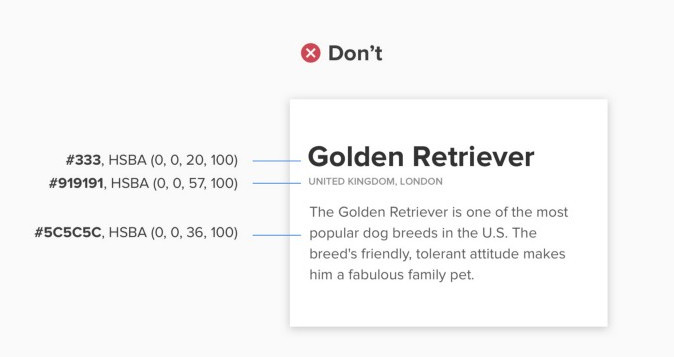 Don't
#333, HSBA (0, 0, 20, 100)
Golden Retriever
#919191, HSBA (0, 0, 57, 100)
UNITED KINGDOM, LONDON
#5C5C5C, HSBA (0, 0, 36, 100)
The Golden Retriever is one of the most
popular dog breeds in the U.S. The
breed's friendly, tolerant attitude makes
him a fabulous family pet.